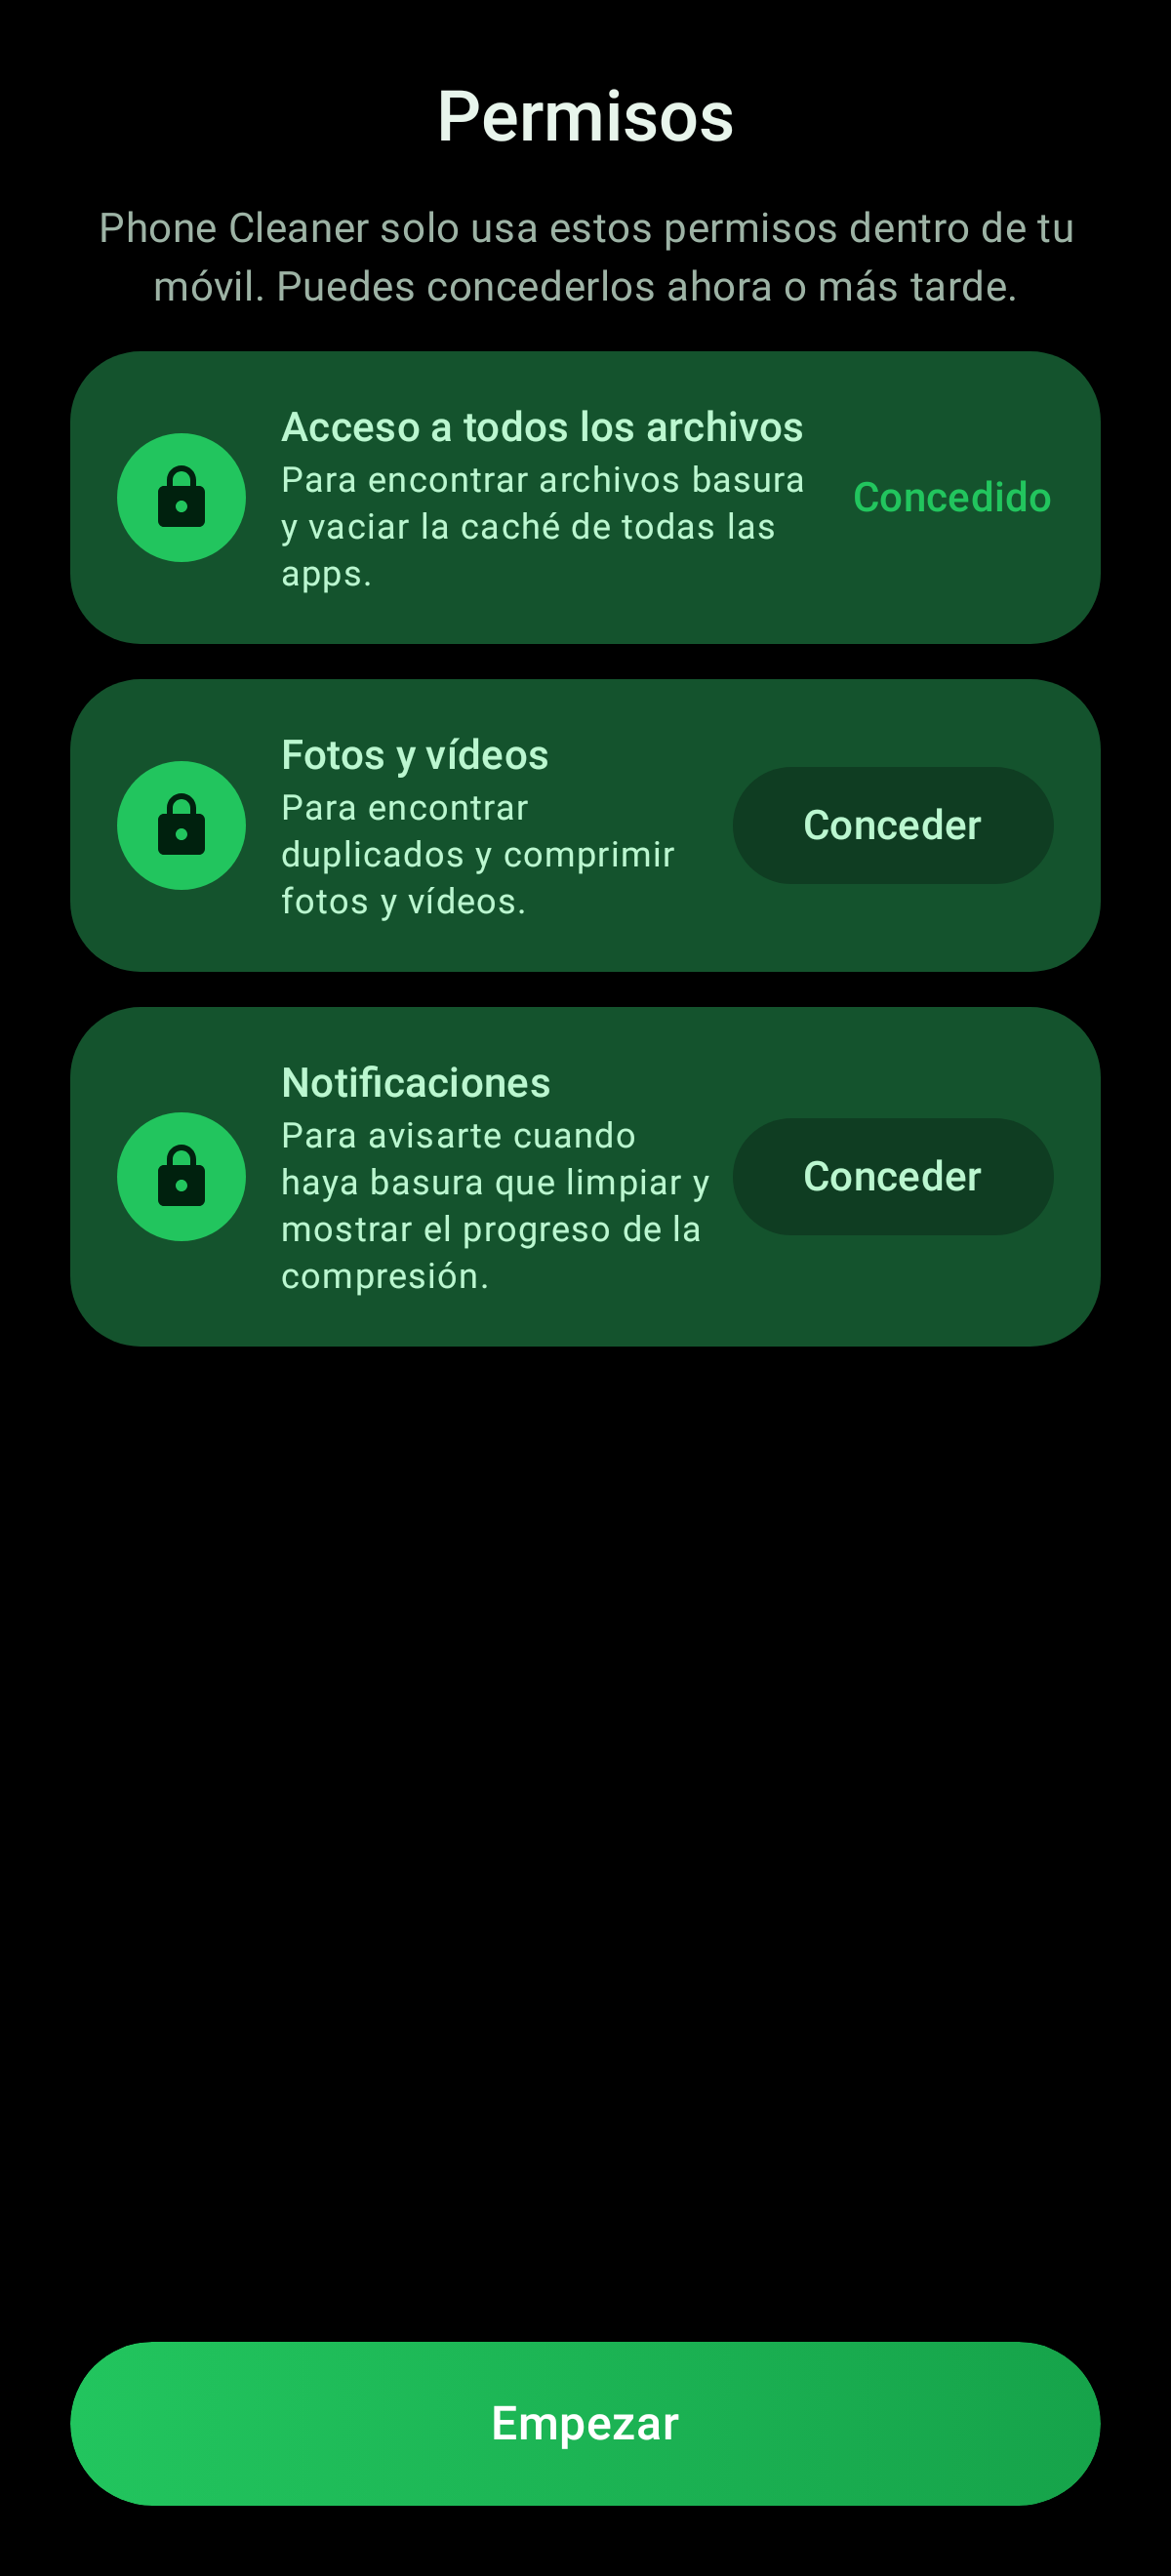 Permisos
Phone Cleaner solo usa estos permisos dentro de tu
móvil. Puedes concederlos ahora o más tarde.
Acceso a todos los archivos
Para encontrar archivos basura
y vaciar la caché de todas las
apps.
Concedido
Fotos y vídeos
Para encontrar
duplicados y comprimir
fotos y vídeos.
Conceder
Notificaciones
Para avisarte cuando
haya basura que limpiar y
mostrar el progreso de la
compresión.
Conceder
Empezar